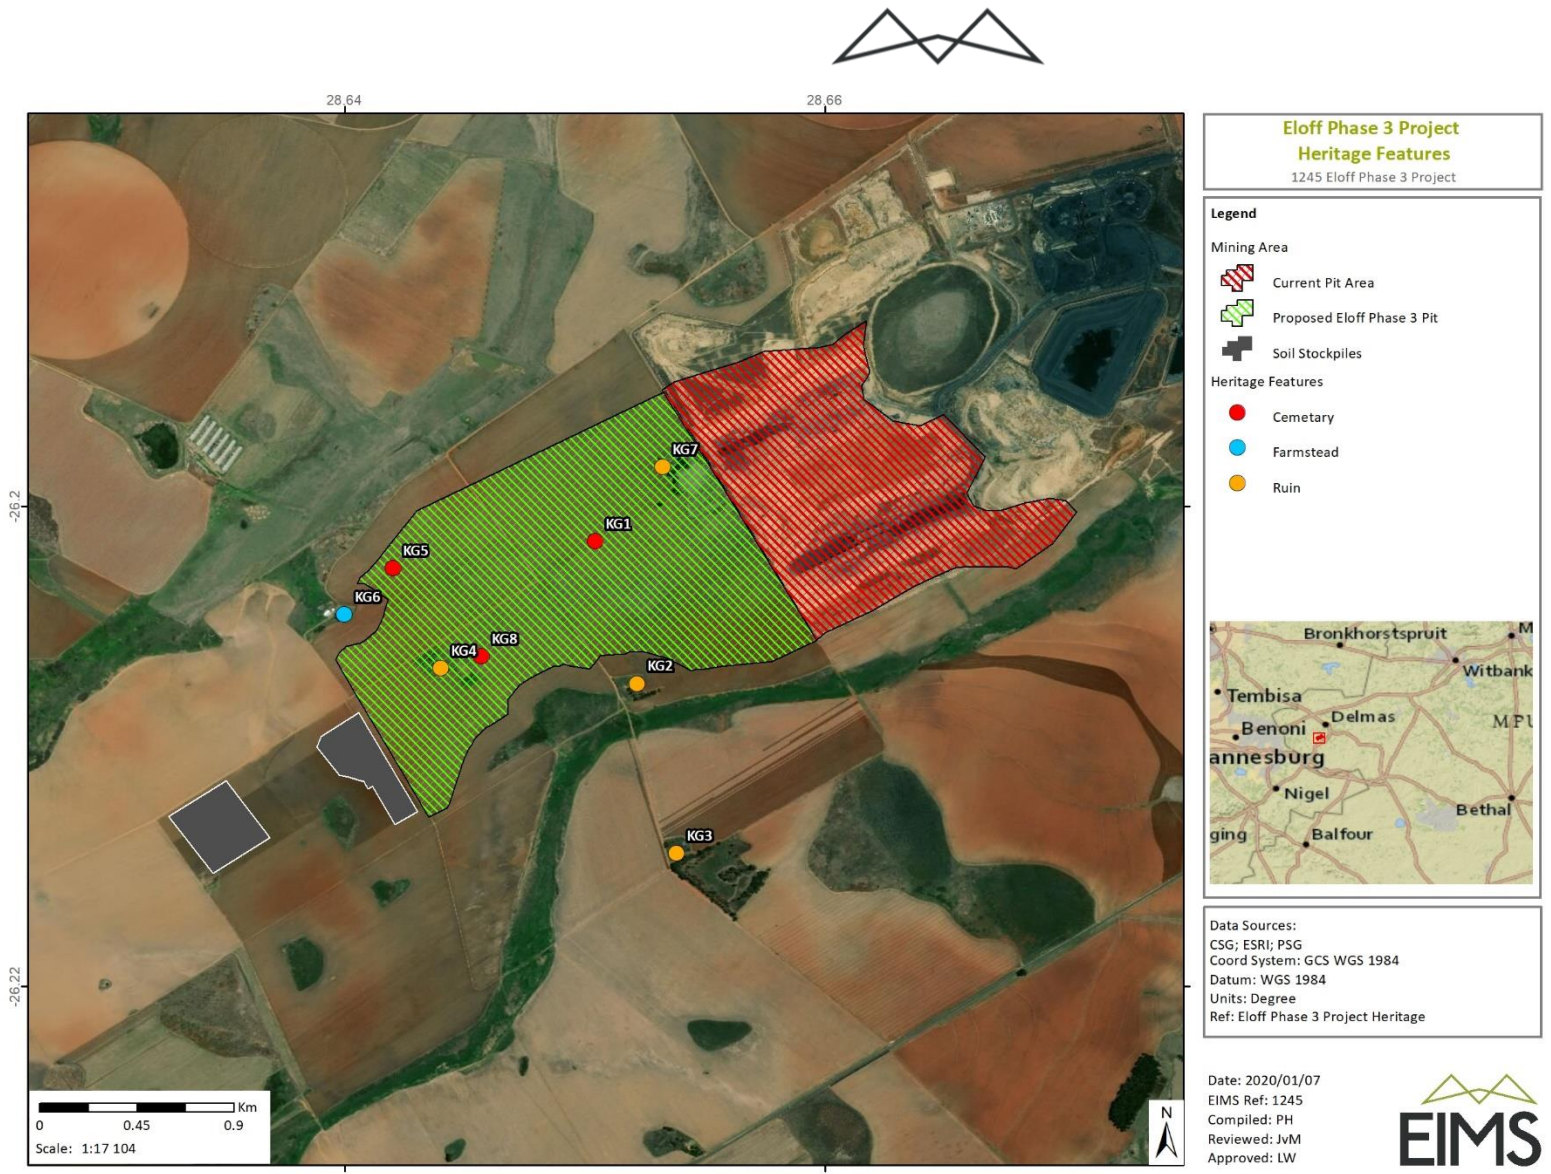 28.64
28.66
-26.2
-26.22
KG7
KG1
KG5
KG6
KG8
KG4
KG2
KG3
Km
0 0.45 0.9
Scale: 1:17 104
N
Eloff Phase 3 Project
Heritage Features
1245 Eloff Phase 3 Project
Legend
Mining Area
Current Pit Area
Proposed Eloff Phase 3 Pit
Soil Stockpiles
Heritage Features
Cemetary
Farmstead
Ruin
Bronkhorstspruit
M
Witbank
Tembisa
Delmas
MPU
Benoni
annesburg
Nigel
Bethal
ging
Balfour
Data Sources:
CSG; ESRI; PSG
Coord System: GCS WGS 1984
Datum: WGS 1984
Units: Degree
Ref: Eloff Phase 3 Project Heritage
Date: 2020/01/07
EIMS Ref: 1245
Compiled: PH
Reviewed: JvM
Approved: LW
EIMS